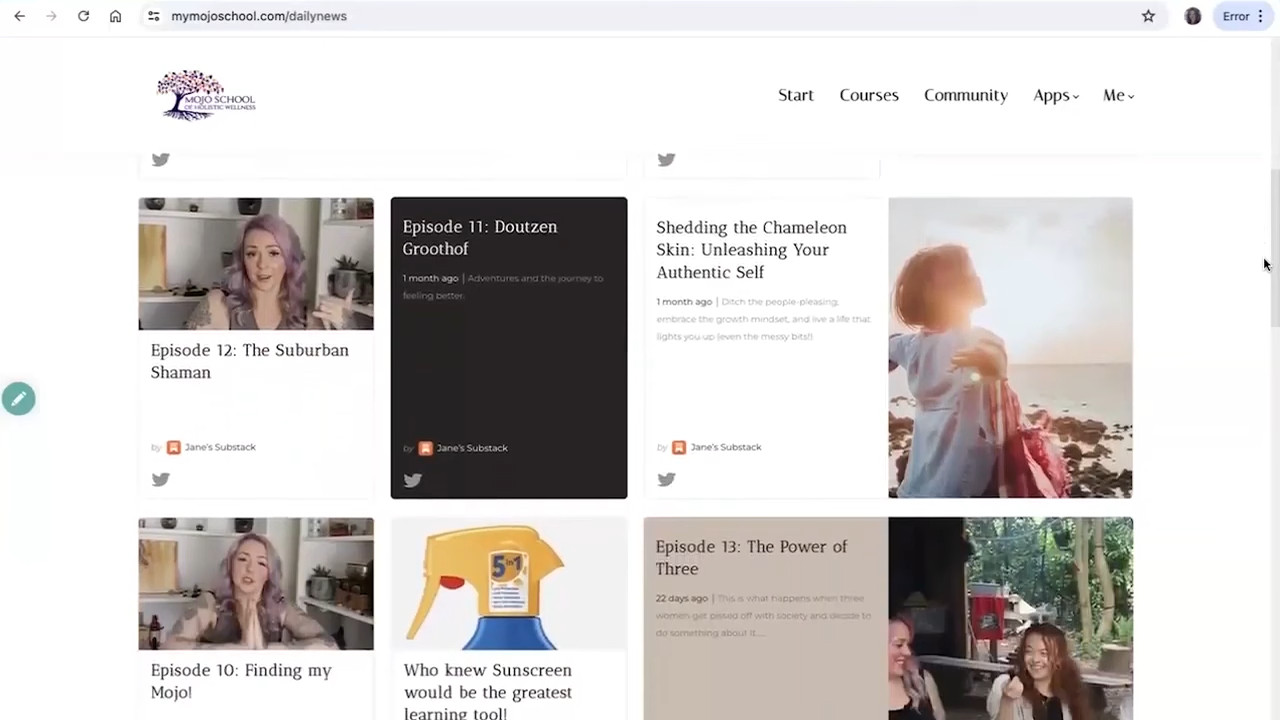 mymojoschool.com/dailynews
Error
MOJO SCHOOL
OF HOLISTIC WELLNESS
Start
Courses
Community
Apps
Me
Episode 12: The Suburban
Shaman
by Jane's Substack
Episode 11: Doutzen
Groothof
1 month ago | Adventures and the journey to
feeling better.
by Jane's Substack
Shedding the Chameleon
Skin: Unleashing Your
Authentic Self
1 month ago | Ditch the people-pleasing,
embrace the growth mindset, and live a life that
lights you up (even the messy bits!)
by Jane's Substack
Episode 10: Finding my
Mojo!
5 in 1
Who knew Sunscreen
would be the greatest
learning tool!
Episode 13: The Power of
Three
22 days ago | This is what happens when three
women get pissed off with society and decide to
do something about it....